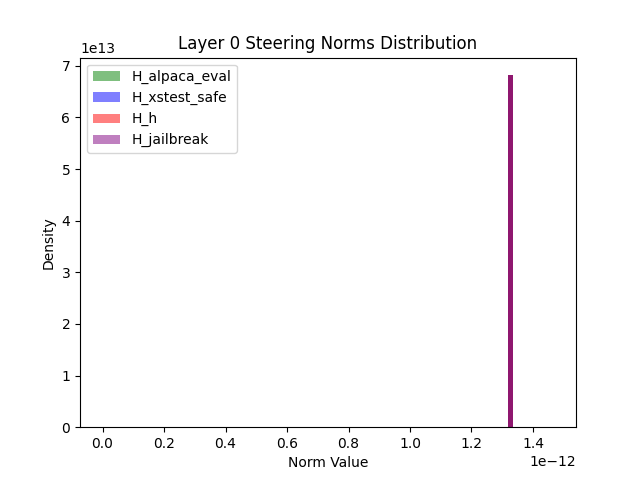 Layer 0 Steering Norms Distribution
1e13
7
6
5
4
3
2
1
0
Density
H_alpaca_eval
H_xstest_safe
H_h
H_jailbreak
0.0 0.2 0.4 0.6 0.8 1.0 1.2 1.4
1e−12
Norm Value